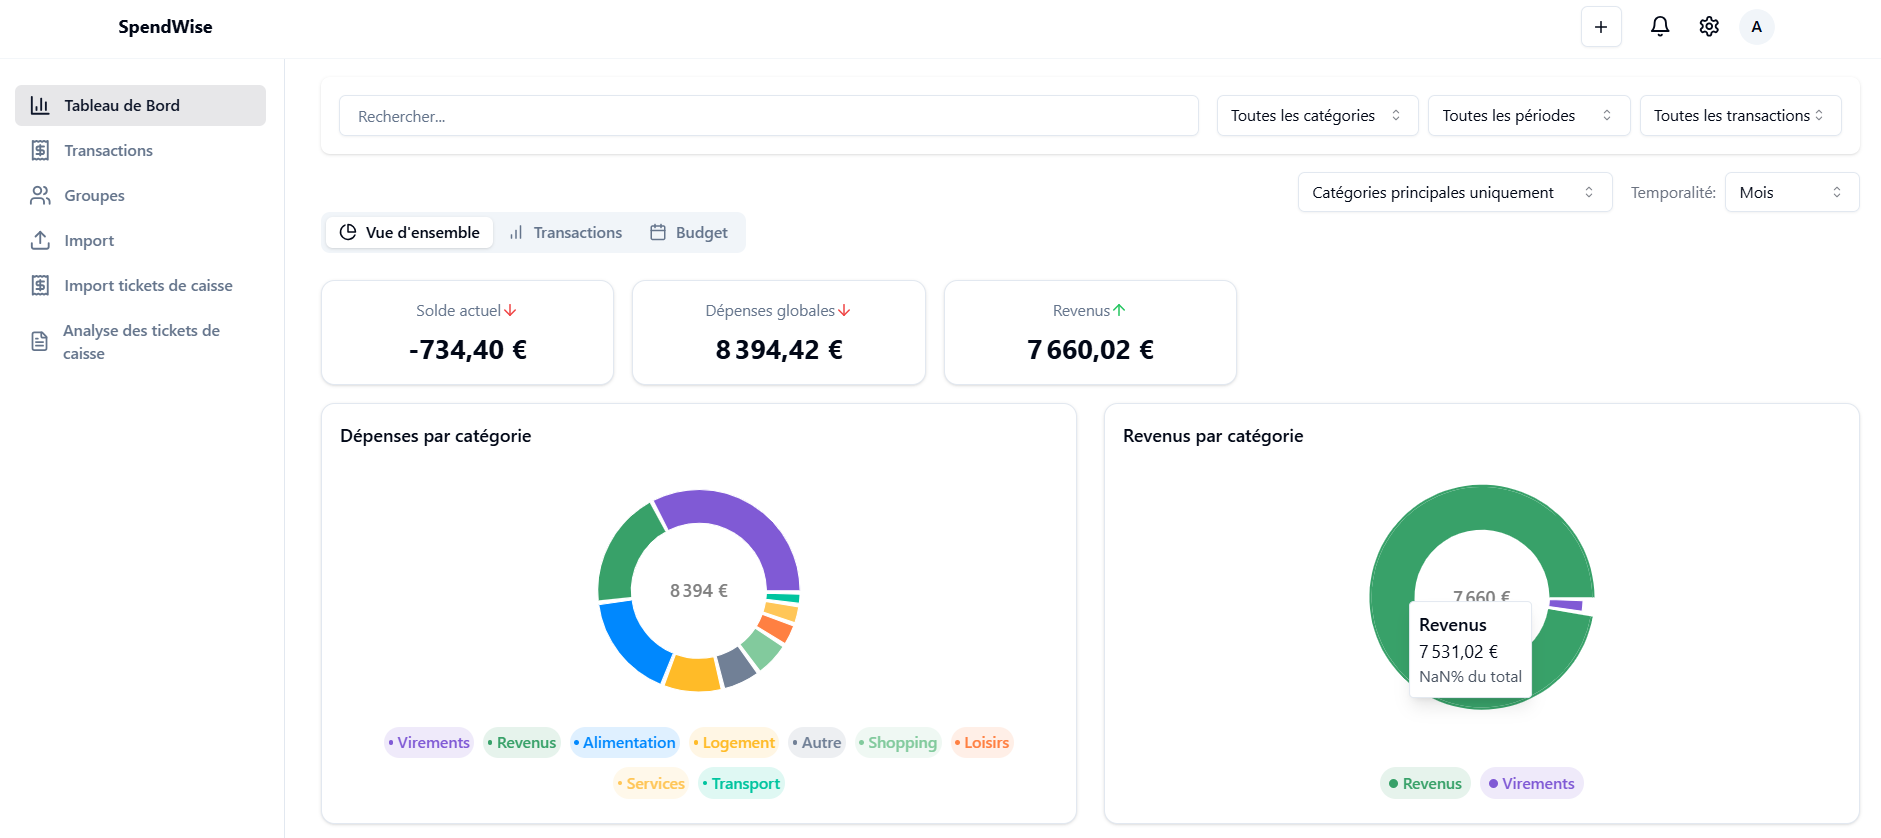 SpendWise
A
Tableau de Bord
Transactions
Groupes
Import
Import tickets de caisse
Analyse des tickets de
caisse
Rechercher...
Toutes les catégories
Toutes les périodes
Toutes les transactions
Catégories principales uniquement
Temporalité:
Mois
Vue d'ensemble
Transactions
Budget
Solde actuel
-734,40 €
Dépenses globales
8 394,42 €
Revenus
7 660,02 €
Dépenses par catégorie
8 394 €
Virements
Revenus
Alimentation
Logement
Autre
Shopping
Loisirs
Services
Transport
Revenus par catégorie
7 660 €
Revenus
7 531,02 €
NaN% du total
Revenus
Virements